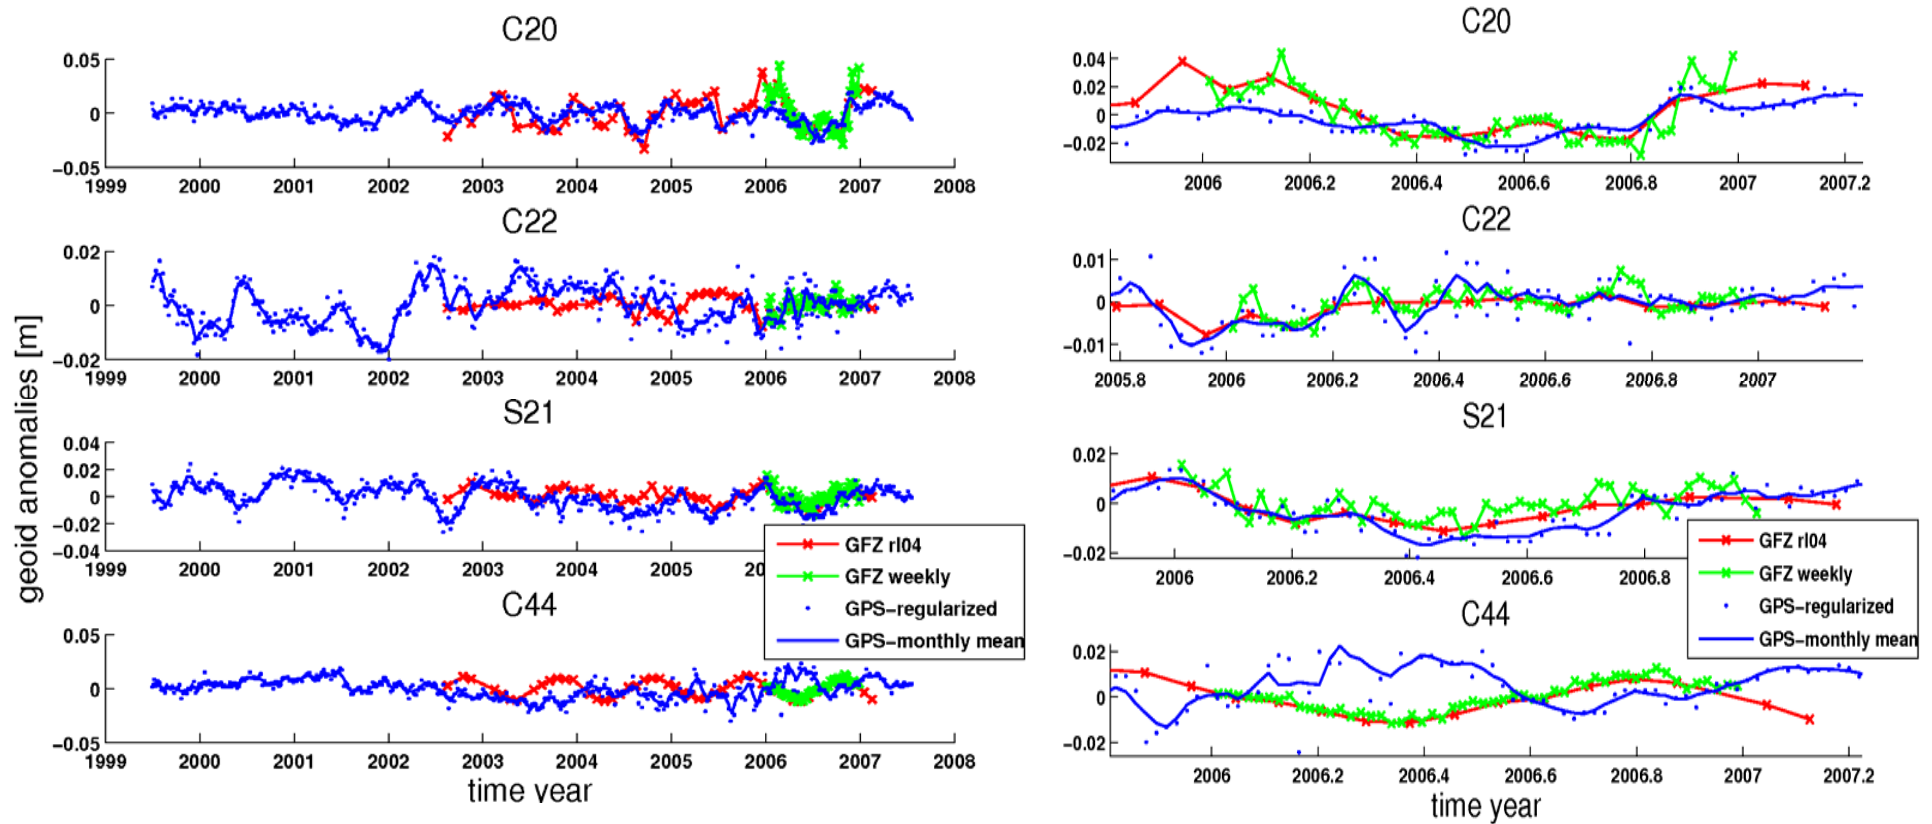 C20
0.05
0
−0.05
1999 2000 2001 2002 2003 2004 2005 2006 2007 2008
C22
0.02
0
−0.02
1999 2000 2001 2002 2003 2004 2005 2006 2007 2008
S21
0.04
0.02
0
−0.02
−0.04
1999 2000 2001 2002 2003 2004 2005 20
C44
0.05
0
−0.05
1999 2000 2001 2002 2003 2004 2005 2006 2007 2008
time year
geoid anomalies [m]
GFZ rl04
GFZ weekly
GPS−regularized
GPS−monthly mean
C20
0.04
0.02
0
−0.02
2006 2006.2 2006.4 2006.6 2006.8 2007 2007.2
C22
0.01
0
−0.01
2005.8 2006 2006.2 2006.4 2006.6 2006.8 2007
S21
0.02
0
−0.02
2006 2006.2 2006.4 2006.6 2006.8
C44
0.02
0
−0.02
2006 2006.2 2006.4 2006.6 2006.8 2007 2007.2
time year
GFZ rl04
GFZ weekly
GPS−regularized
GPS−monthly mean